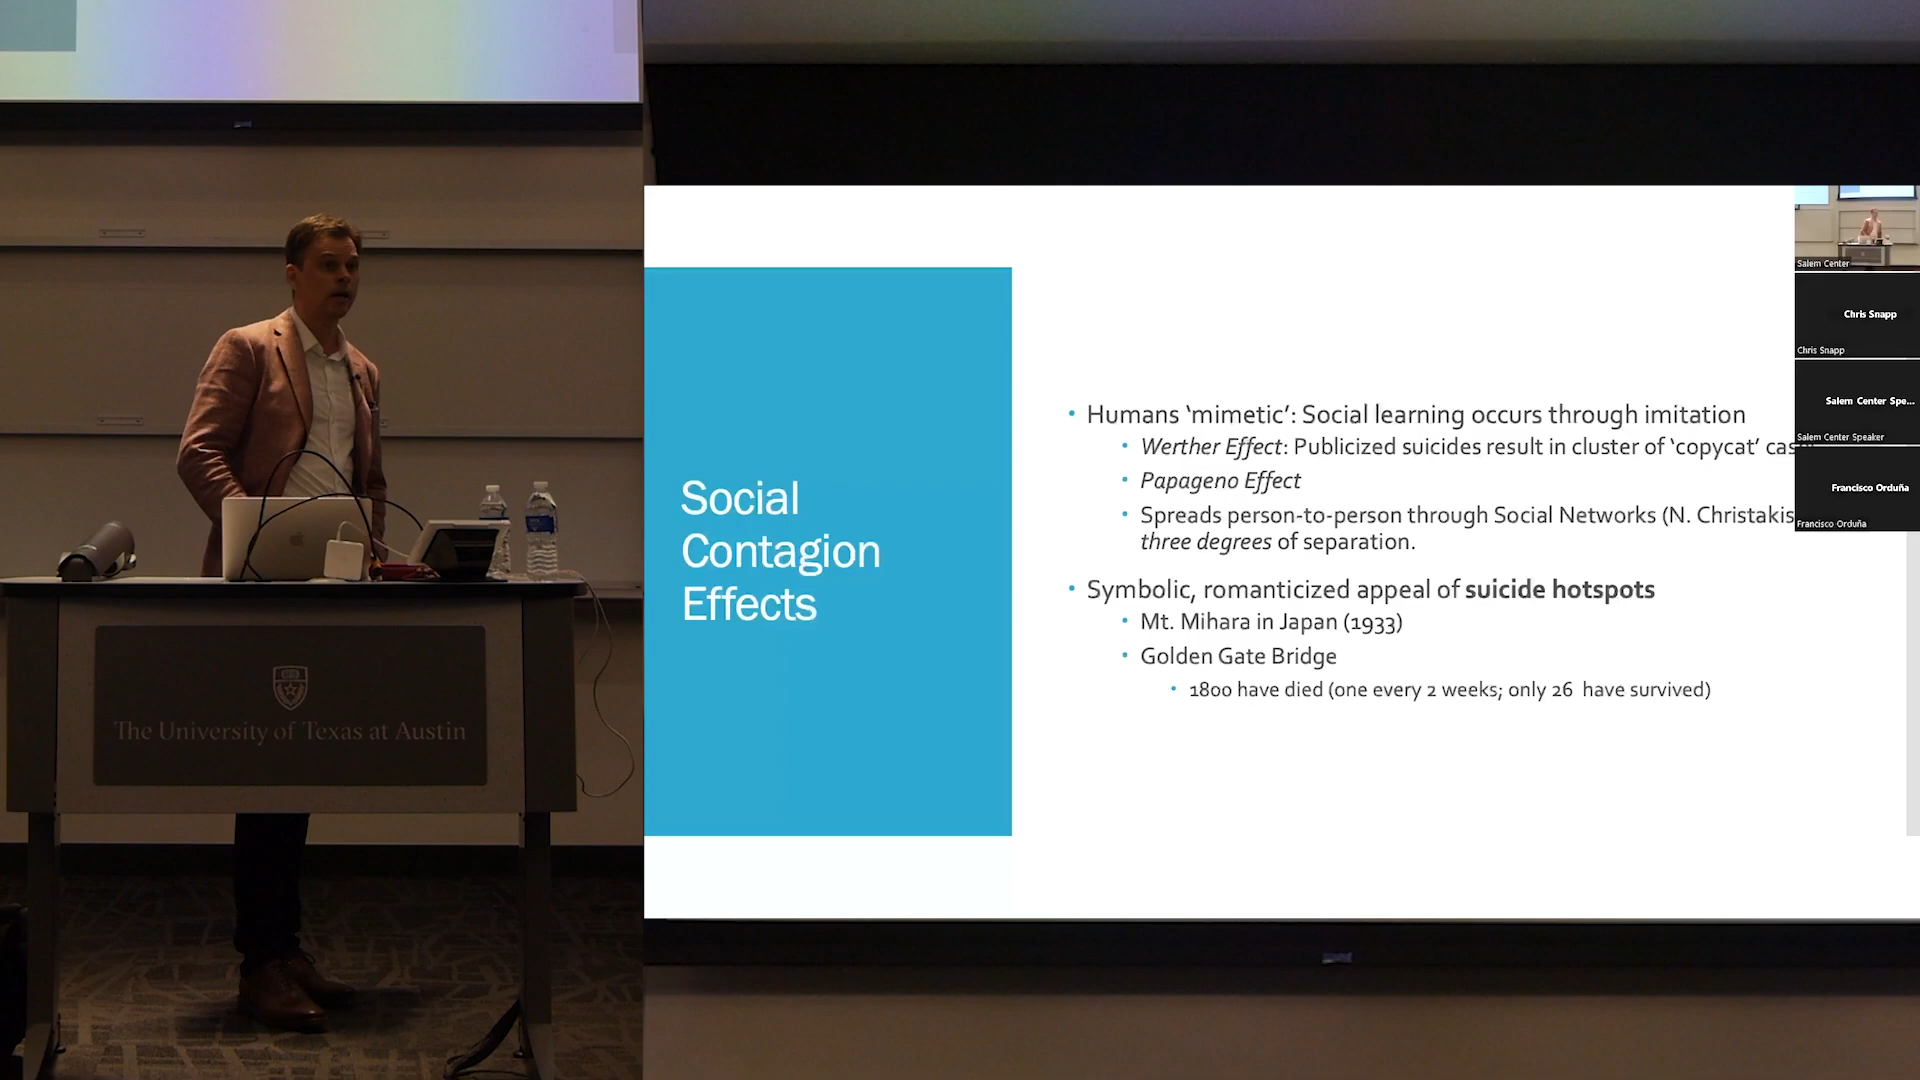 The University of Texas at Austin
Social
Contagion
Effects
Humans ‘mimetic’: Social learning occurs through imitation
Werther Effect: Publicized suicides result in cluster of ‘copycat’
Papageno Effect
Spreads person-to-person through Social Networks (N. Christakis
three degrees of separation.
Symbolic, romanticized appeal of suicide hotspots
Mt. Mihara in Japan (1933)
Golden Gate Bridge
1800 have died (one every 2 weeks; only 26 have survived)
Salem Center
Chris Snapp
Chris Snapp
Salem Center Spe...
Salem Center Speaker
Francisco Orduña
Francisco Orduña